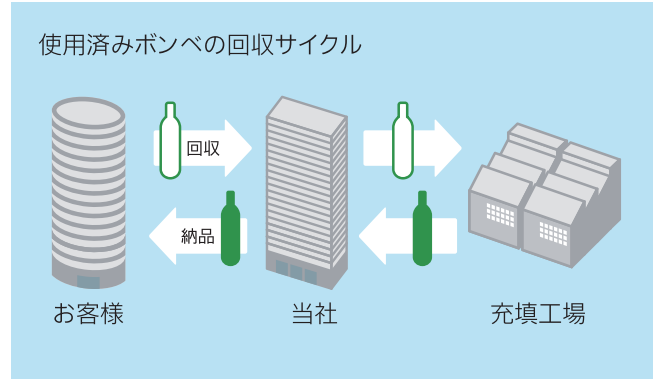 使用済みボンベの回収サイクル
回収
納品
お客様
当社
充填工場